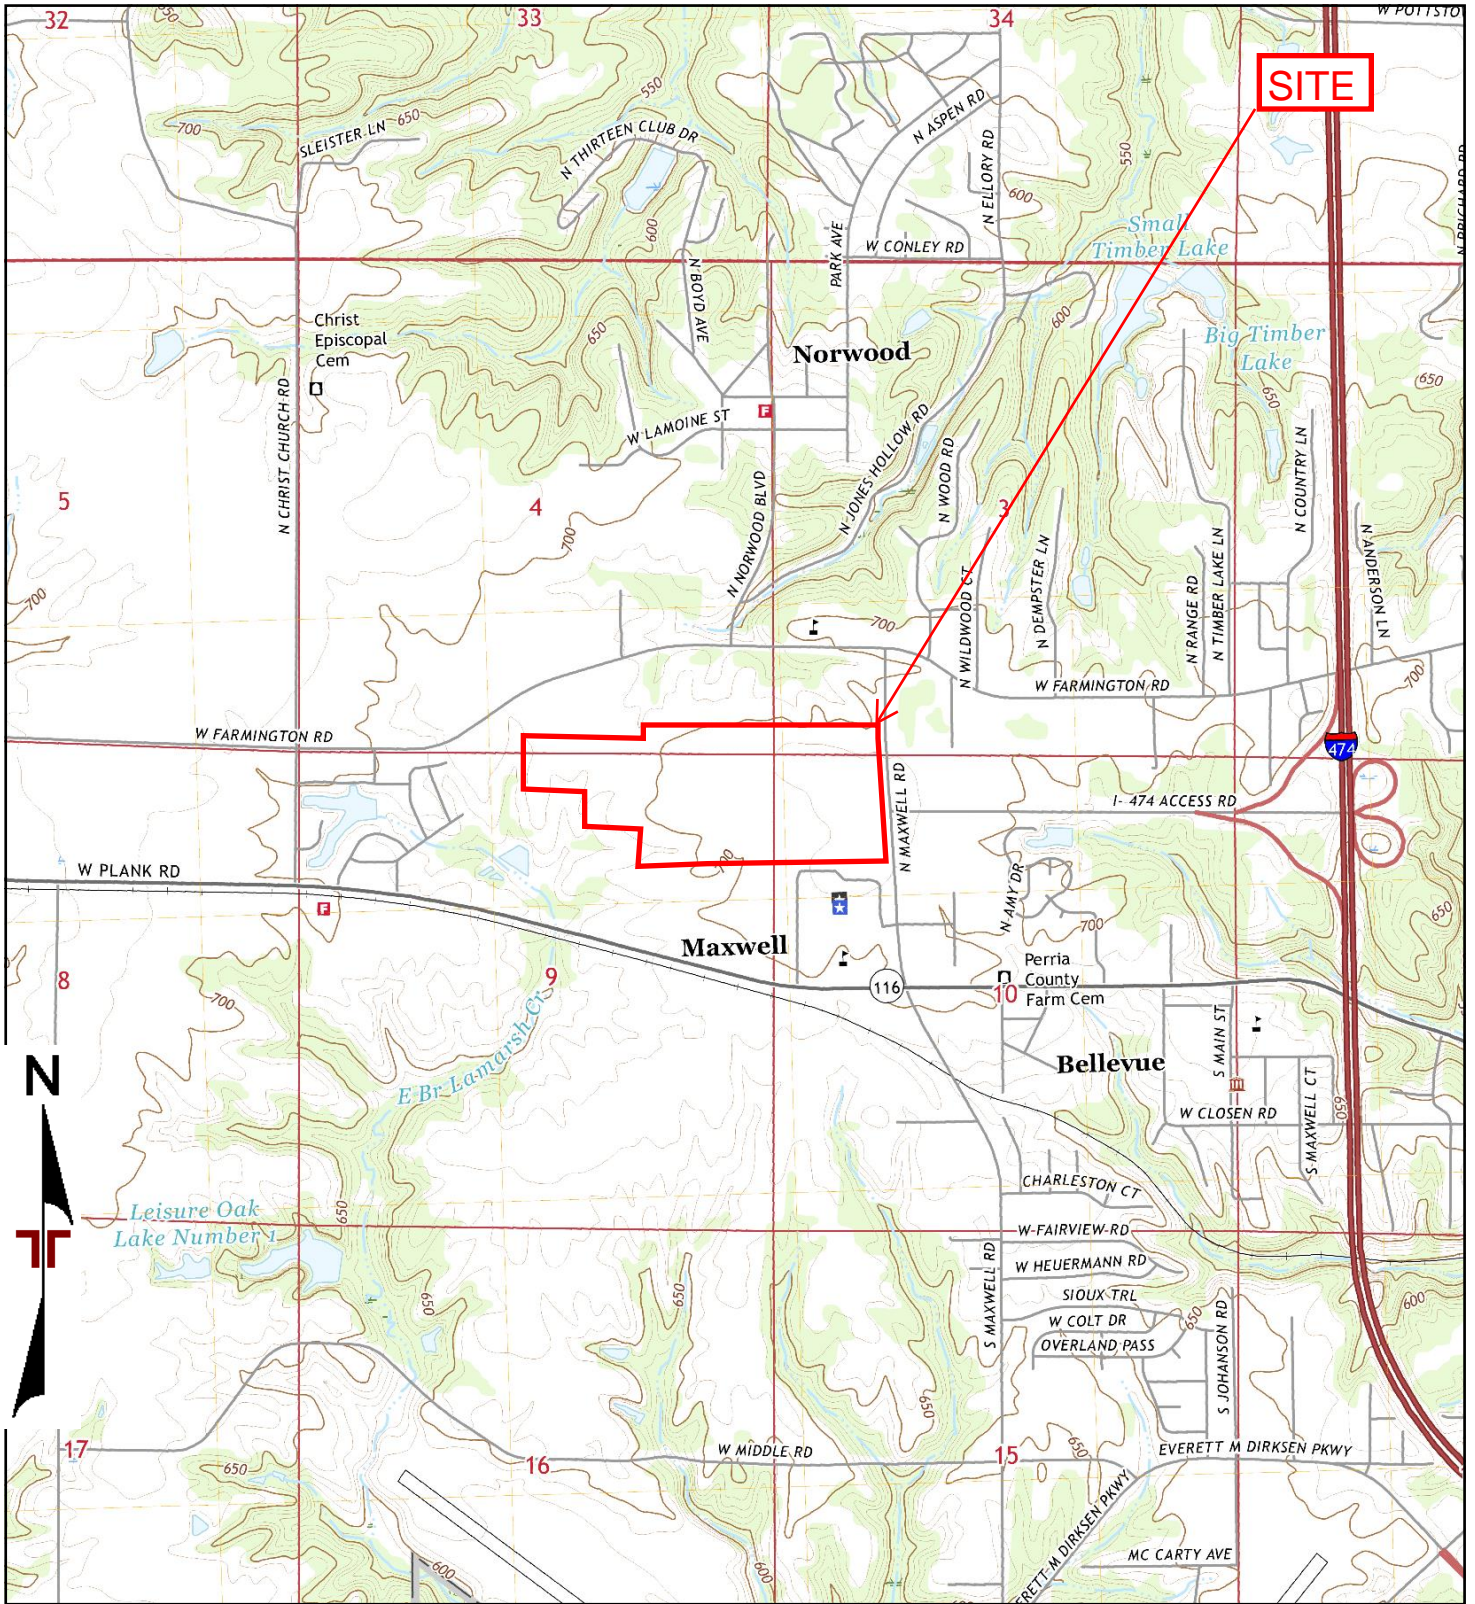 32
33
34
W POTTSTO
SITE
550
650
700
SLEISTER LN
650
N THIRTEEN CLUB DR
N ASPEN RD
N ELLORY RD
550
600
600
Small
Timber Lake
PARK AVE
W CONLEY RD
N BOYD AVE
Christ
Episcopal
Cem
650
600
Norwood
Big Timber
Lake
650
650
N CHRIST CHURCH RD
W LAMOINE ST
F
N JONES HOLLOW RD
N WOOD RD
N COUNTRY LN
5
4
3
N NORWOOD BLVD
700
N WILDWOOD CT
N DEMPSTER LN
N RANGE RD
N TIMBER LAKE LN
N ANDERSON LN
700
700
W FARMINGTON RD
700
W FARMINGTON RD
474
N MAXWELL RD
I- 474 ACCESS RD
W PLANK RD
700
N AMY DR
F
650
700
Maxwell
Perria
County
Farm Cem
8
9
116
10
700
S MAIN ST
N
E Br Lamarsh Cr
Bellevue
W CLOSEN RD
S MAXWELL CT
650
CHARLESTON CT
Leisure Oak
Lake Number 1
650
W FAIRVIEW RD
W HEUERMANN RD
S MAXWELL RD
SIOUX TRL
W COLT DR
OVERLAND PASS
650
S JOHANSON RD
600
650
650
650
17
16
15
W MIDDLE RD
650
EVERETT M DIRKSEN PKWY
650
ERETT M DIRKSEN PKWY
MC CARTY AVE
600
600